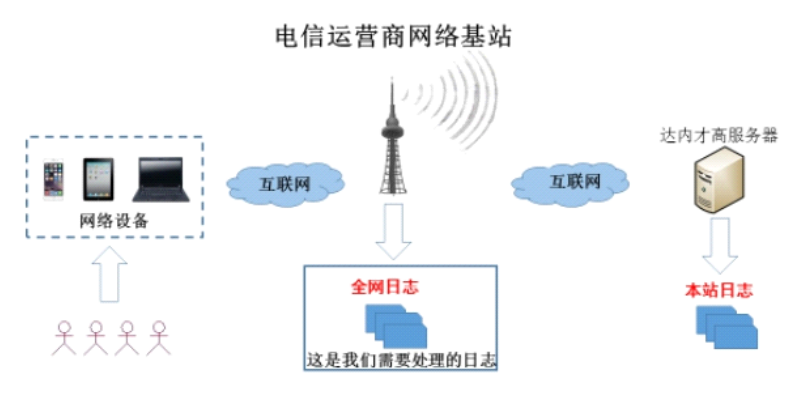 电信运营商网络基站
达内才高服务器
互联网
互联网
网络设备
全网日志
本站日志
这是我们需要处理的日志